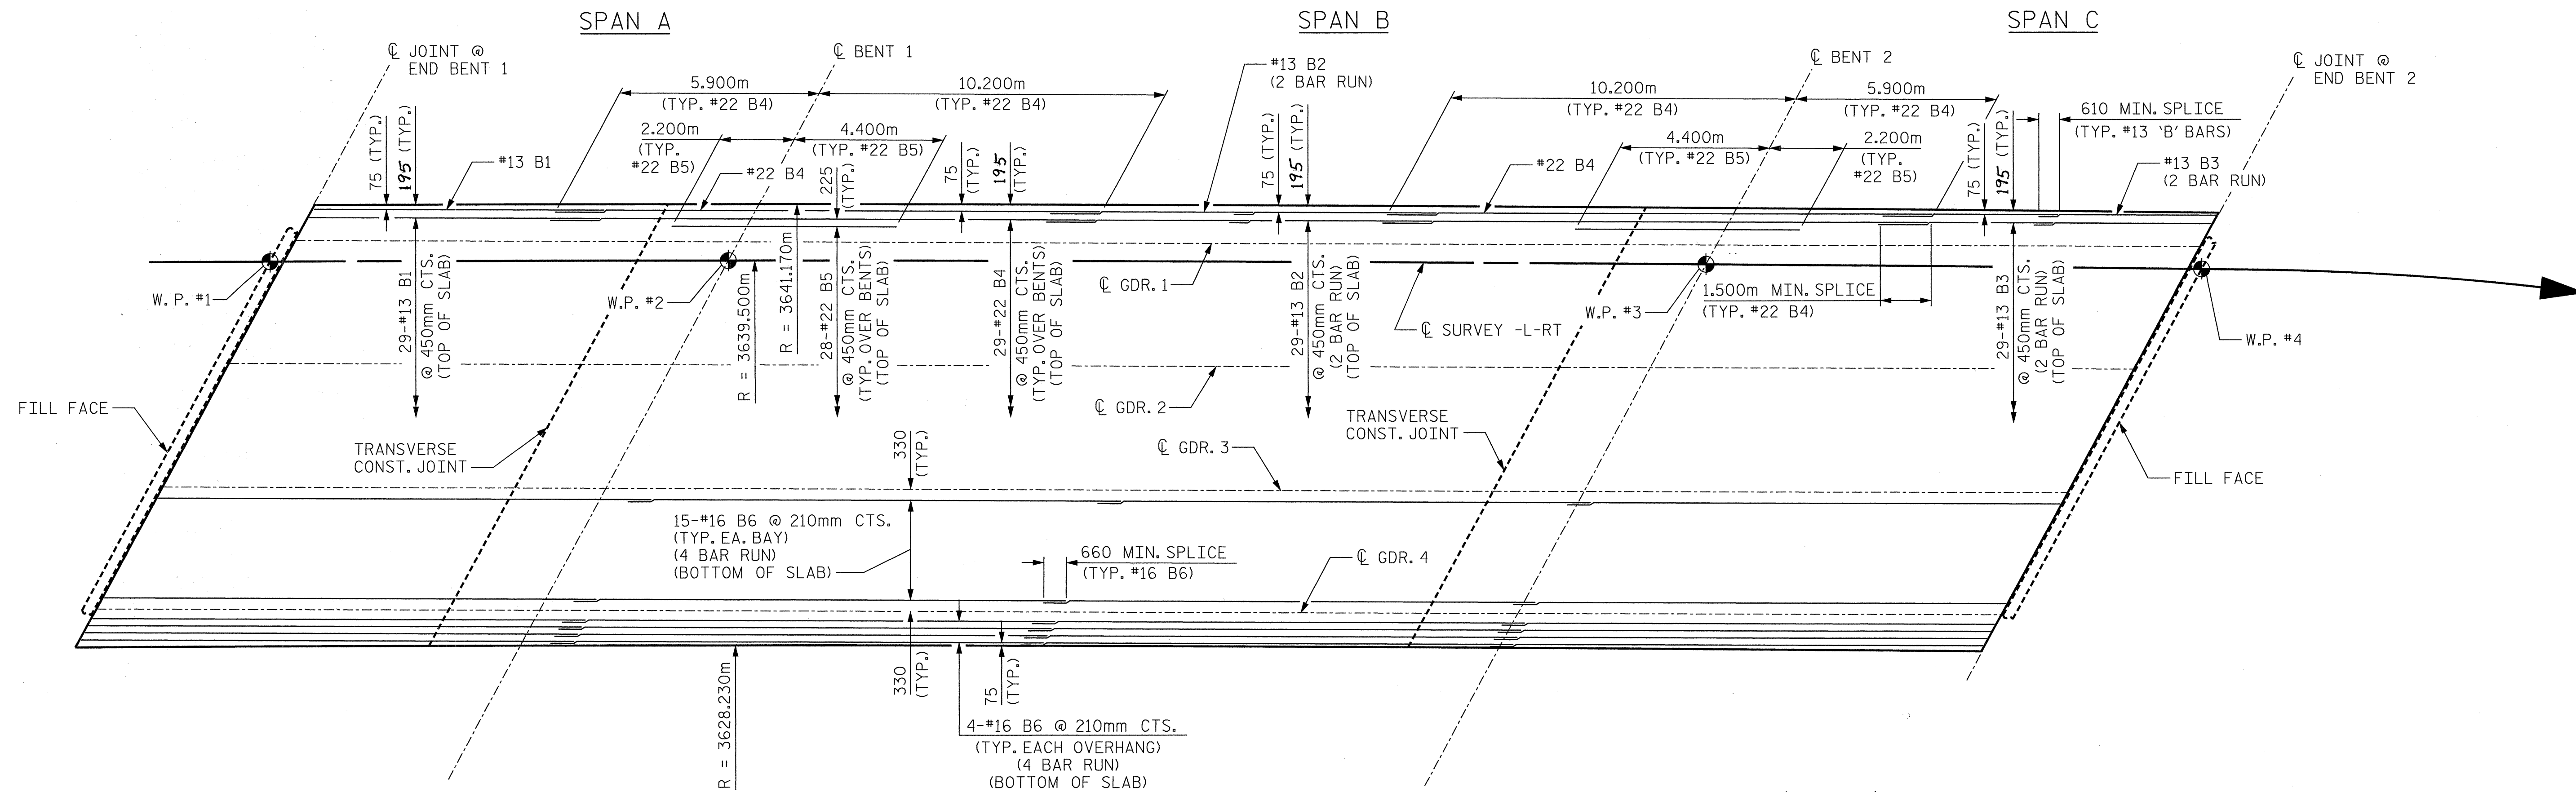 SPAN A
SPAN B
SPAN C
℄ JOINT @
END BENT 1
℄ BENT 1
5.900m
(TYP. #22 B4)
10.200m
(TYP. #22 B4)
#13 B2
(2 BAR RUN)
℄ BENT 2
10.200m
(TYP. #22 B4)
5.900m
(TYP. #22 B4)
℄ JOINT @
END BENT 2
610 MIN. SPLICE
(TYP. #13 'B' BARS)
75 (TYP.)
195 (TYP.)
#13 B1
2.200m
(TYP.
#22 B5)
4.400m
(TYP. #22 B5)
#22 B4
225
(TYP.)
75
(TYP.)
195
(TYP.)
75 (TYP.)
195 (TYP.)
#22 B4
4.400m
(TYP. #22 B5)
2.200m
(TYP.
#22 B5)
75 (TYP.)
195 (TYP.)
#13 B3
(2 BAR RUN)
W.P. #1
29-#13 B1
@ 450mm CTS.
(TOP OF SLAB)
W.P. #2
R = 3639.500m
R = 3641.170m
28-#22 B5
@ 450mm CTS.
(TYP. OVER BENTS)
(TOP OF SLAB)
29-#22 B4
@ 450mm CTS.
(TYP. OVER BENTS)
(TOP OF SLAB)
℄ GDR. 1
29-#13 B2
@ 450mm CTS.
(2 BAR RUN)
(TOP OF SLAB)
℄ SURVEY -L-RT
W.P. #3
1.500m MIN. SPLICE
(TYP. #22 B4)
29-#13 B3
@ 450mm CTS.
(2 BAR RUN)
(TOP OF SLAB)
W.P. #4
FILL FACE
℄ GDR. 2
TRANSVERSE
CONST. JOINT
TRANSVERSE
CONST. JOINT
330
(TYP.)
℄ GDR. 3
FILL FACE
15-#16 B6 @ 210mm CTS.
(TYP. EA. BAY)
(4 BAR RUN)
(BOTTOM OF SLAB)
660 MIN. SPLICE
(TYP. #16 B6)
℄ GDR. 4
R = 3628.230m
330
(TYP.)
75
(TYP.)
4-#16 B6 @ 210mm CTS.
(TYP. EACH OVERHANG)
(4 BAR RUN)
(BOTTOM OF SLAB)